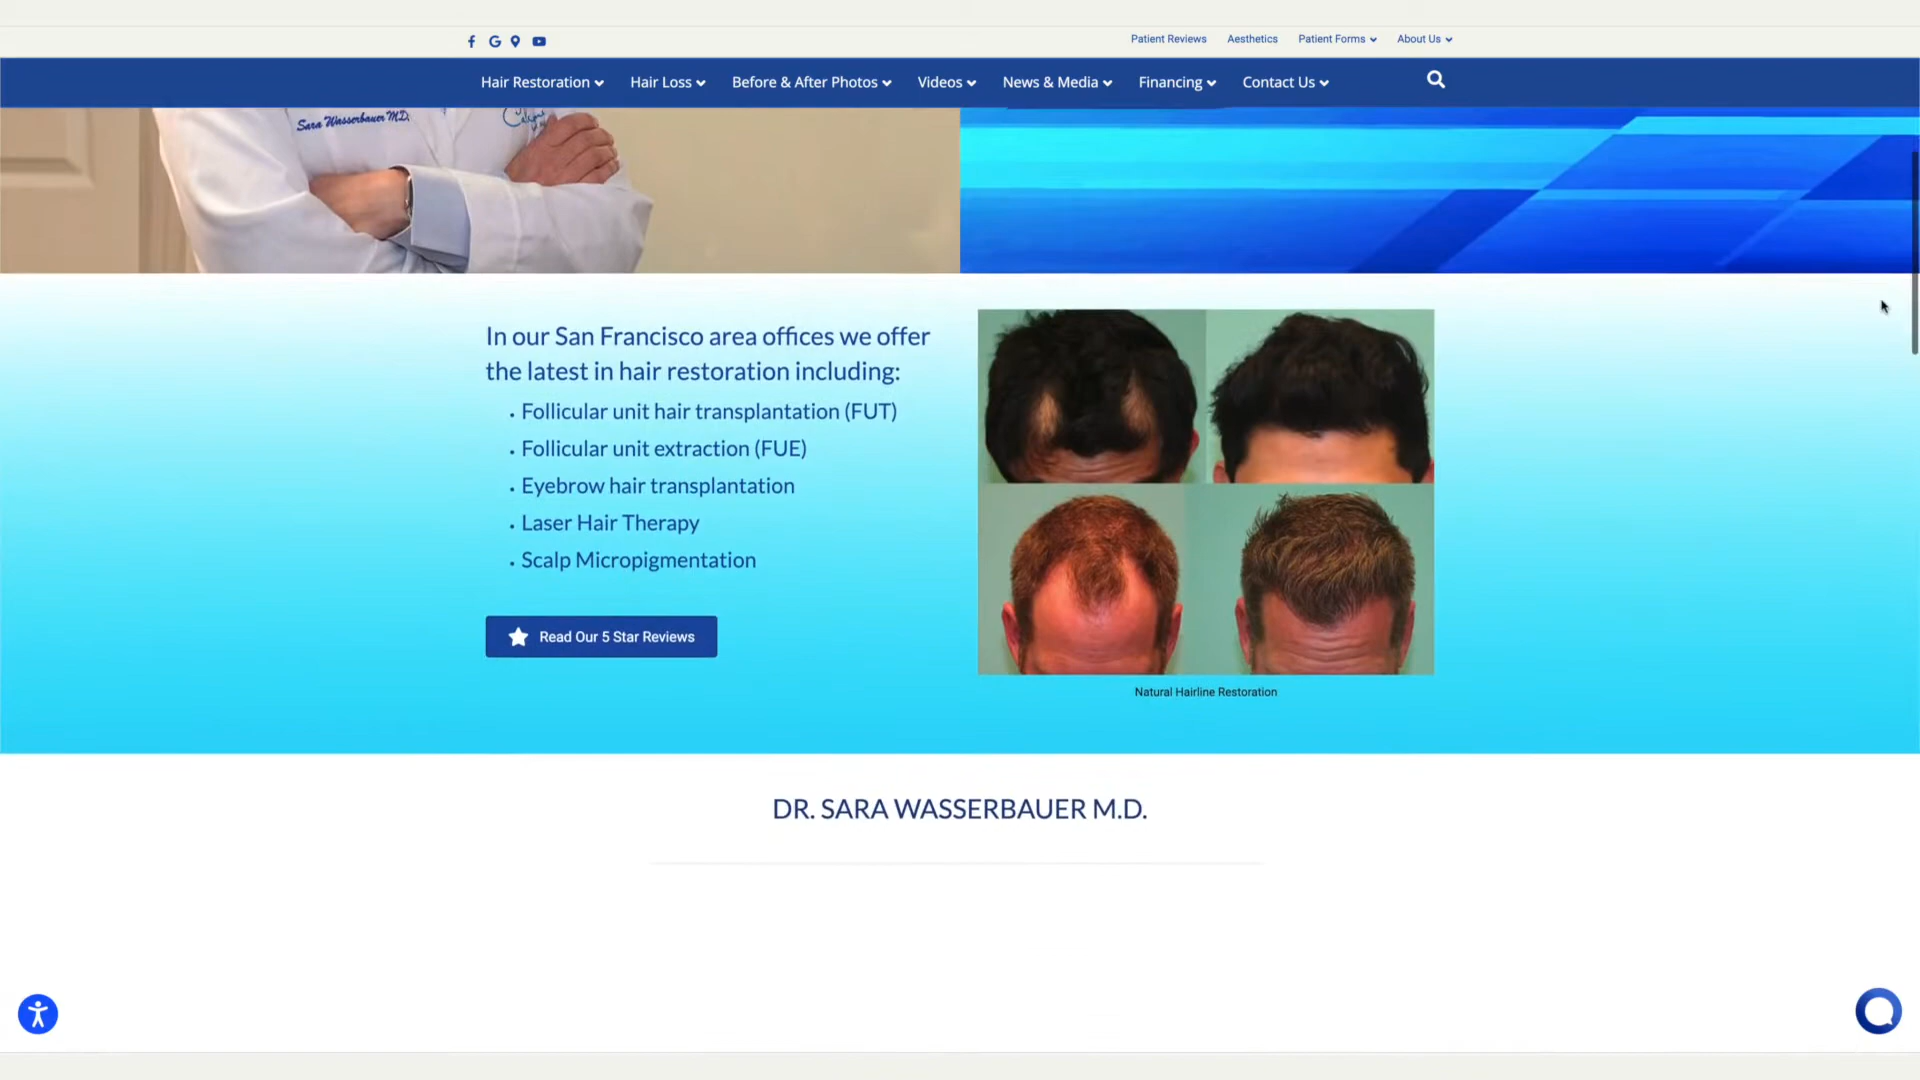 Patient Reviews Aesthetics Patient Forms About Us
Hair Restoration Hair Loss Before & After Photos Videos News & Media Financing Contact Us
Sara Wasserbauer M.D.
In our San Francisco area offices we offer
the latest in hair restoration including:
• Follicular unit hair transplantation (FUT)
• Follicular unit extraction (FUE)
• Eyebrow hair transplantation
• Laser Hair Therapy
• Scalp Micropigmentation
Read Our 5 Star Reviews
Natural Hairline Restoration
DR. SARA WASSERBAUER M.D.